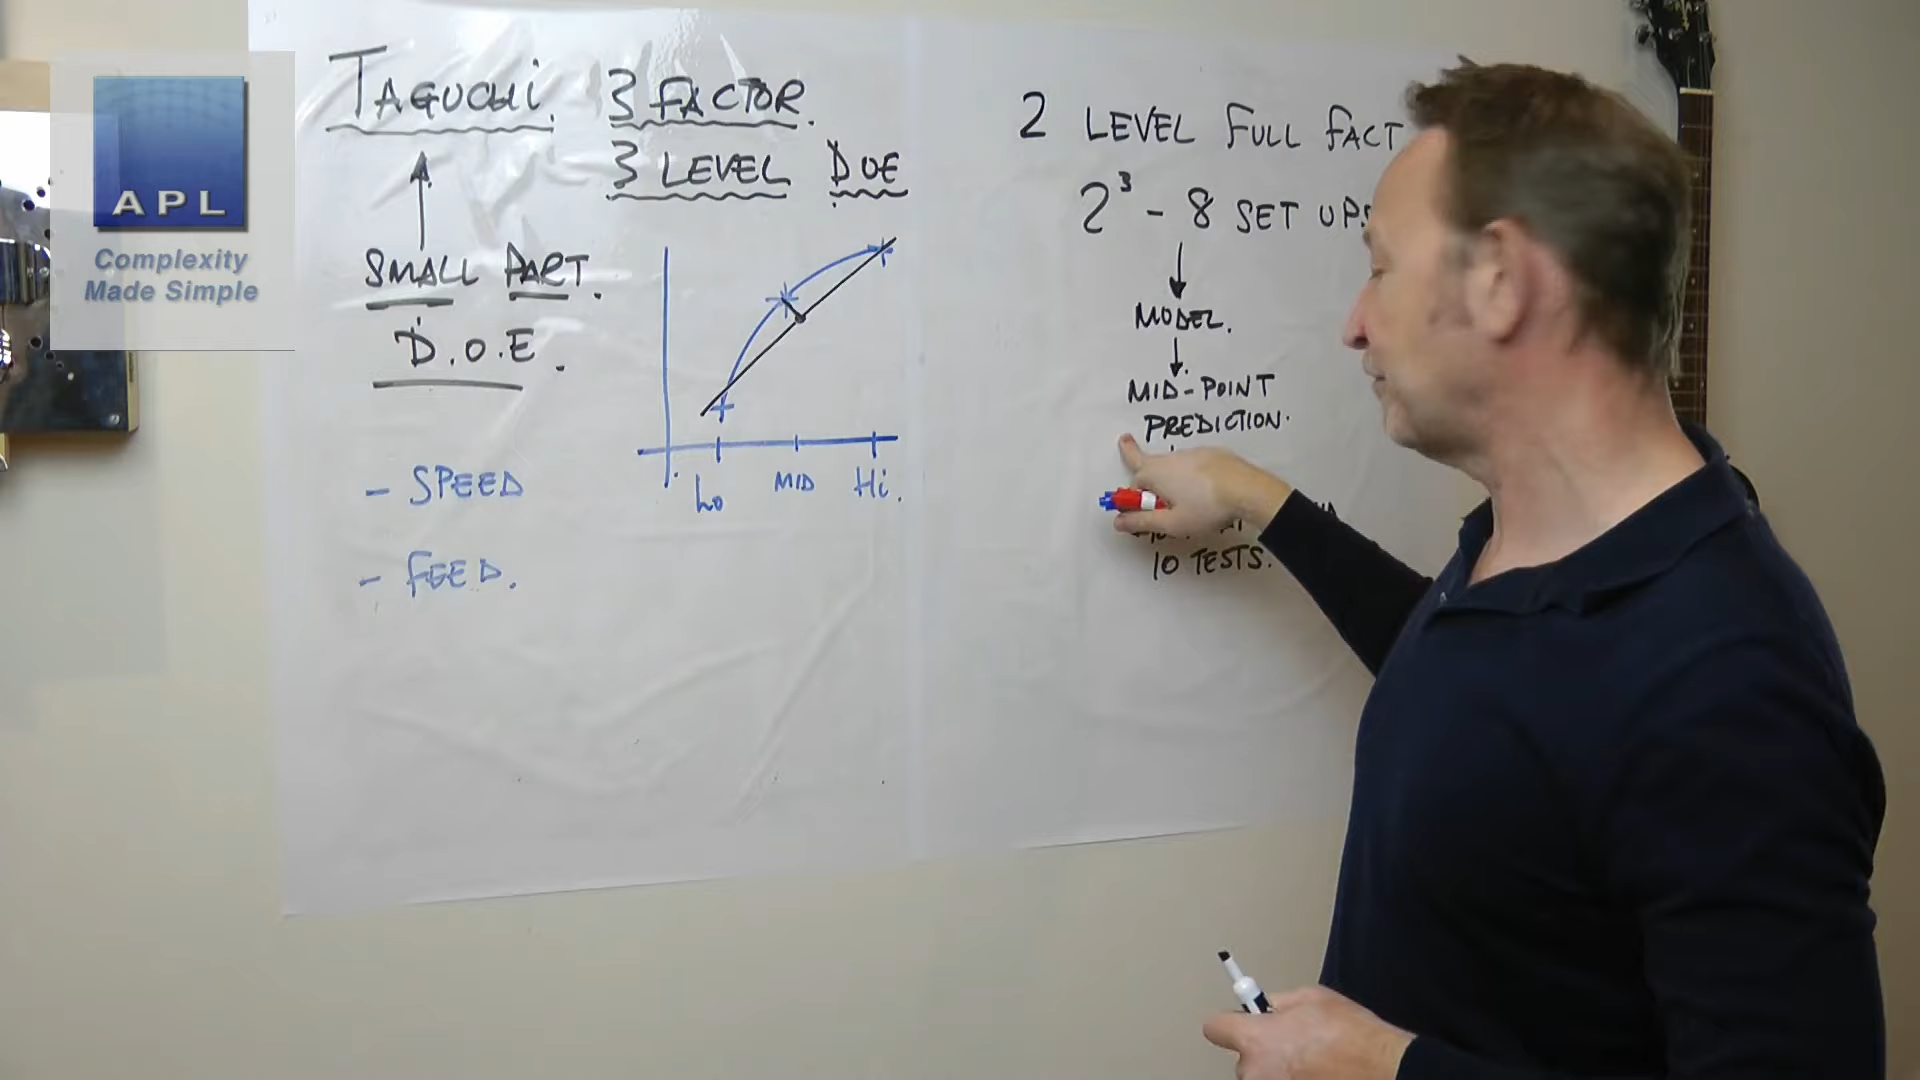 APL
Complexity
Made Simple
TAGUCHI.
SMALL PART.
D.O.E.
- SPEED
- FEED.
3 FACTOR.
3 LEVEL DOE
Lo MID Hi.
2 LEVEL FULL FACT
2³ - 8 SET UPS
MODEL.
MID-POINT
PREDICTION.
10 TESTS.